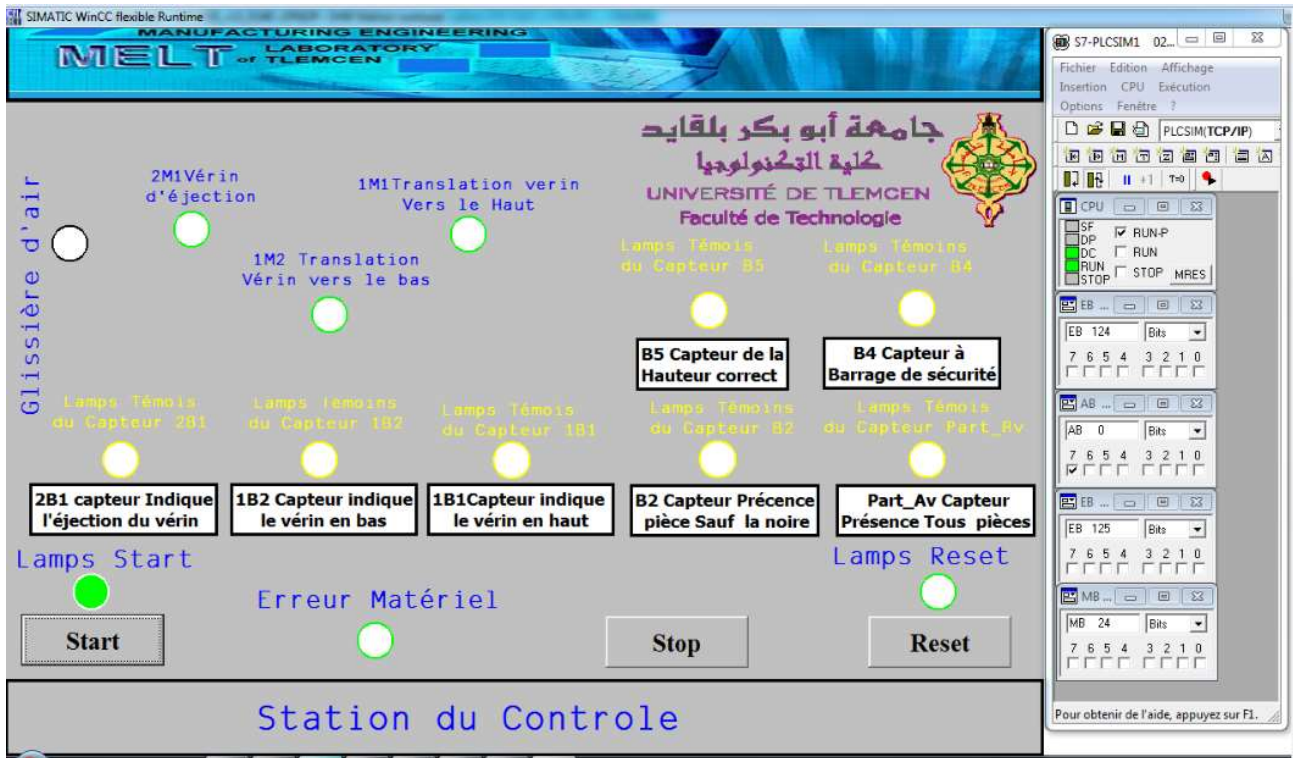 SIMATIC WinCC flexible Runtime
MANUFACTURING ENGINEERING
MELT of LABORATORY
TLEMCEN
جامعة أبو بكر بلقايد
كلية التكنولوجيا
UNIVERSITÉ DE TLEMCEN
Faculté de Technologie
Glissière d'air
2M1Vérin
d'éjection
1M1Translation verin
Vers le Haut
1M2 Translation
Vérin vers le bas
Lamps Témois
du Capteur B5
Lamps Témoins
du Capteur B4
B5 Capteur de la
Hauteur correct
B4 Capteur à
Barrage de sécurité
Lamps Témois
du Capteur 2B1
Lamps Témoins
du Capteur 1B2
Lamps Témois
du Capteur 1B1
Lamps Témoins
du Capteur B2
Lamps Témois
du Capteur Part_Av
2B1 capteur Indique
l'éjection du vérin
1B2 Capteur indique
le vérin en bas
1B1Capteur indique
le vérin en haut
B2 Capteur Précence
pièce Sauf la noire
Part_Av Capteur
Présence Tous pièces
Lamps Start
Start
Erreur Matériel
Stop
Lamps Reset
Reset
Station du Controle
S7-PLCSIM1 02...
Fichier Edition Affichage
Insertion CPU Exécution
Options Fenêtre ?
PLCSIM(TCP/IP)
+1 T=0
CPU
SF
DP
DC
RUN
STOP
RUN-P
RUN
STOP MRES
EB ...
EB 124 Bits
7 6 5 4 3 2 1 0
AB ...
AB 0 Bits
7 6 5 4 3 2 1 0
EB ...
EB 125 Bits
7 6 5 4 3 2 1 0
MB ...
MB 24 Bits
7 6 5 4 3 2 1 0
Pour obtenir de l'aide, appuyez sur F1.